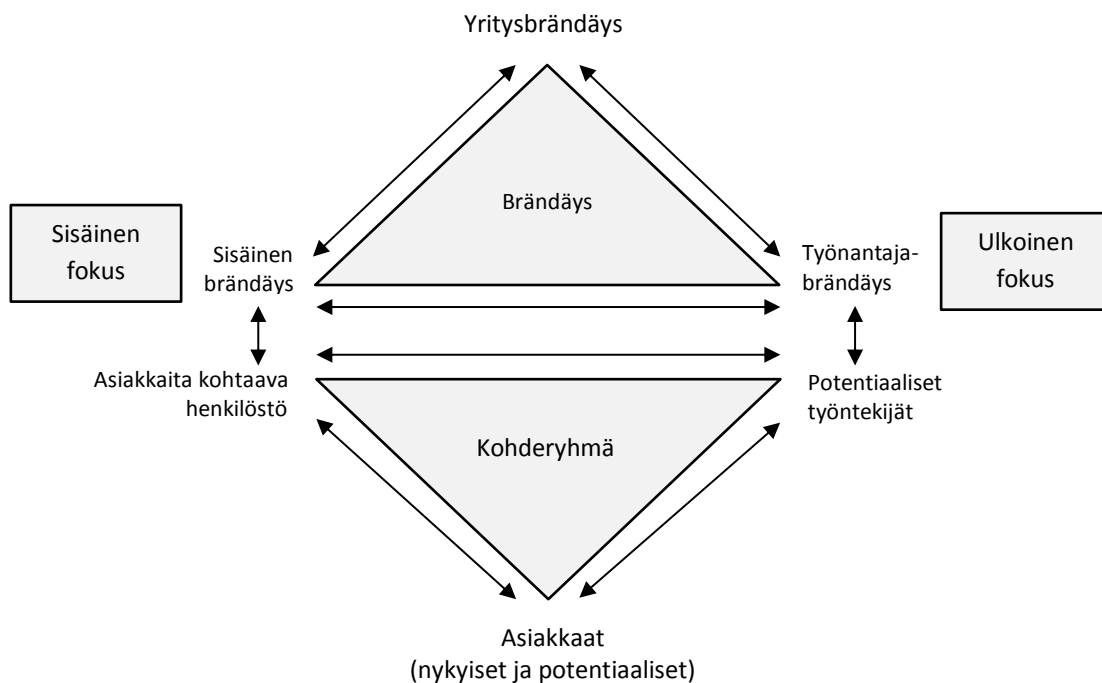 Yritysbrändäys
Brändäys
Sisäinen
fokus
Sisäinen
brändäys
Työnantaja-
brändäys
Ulkoinen
fokus
Asiakkaita kohtaava
henkilöstö
Potentiaaliset
työntekijät
Kohderyhmä
Asiakkaat
(nykyiset ja potentiaaliset)